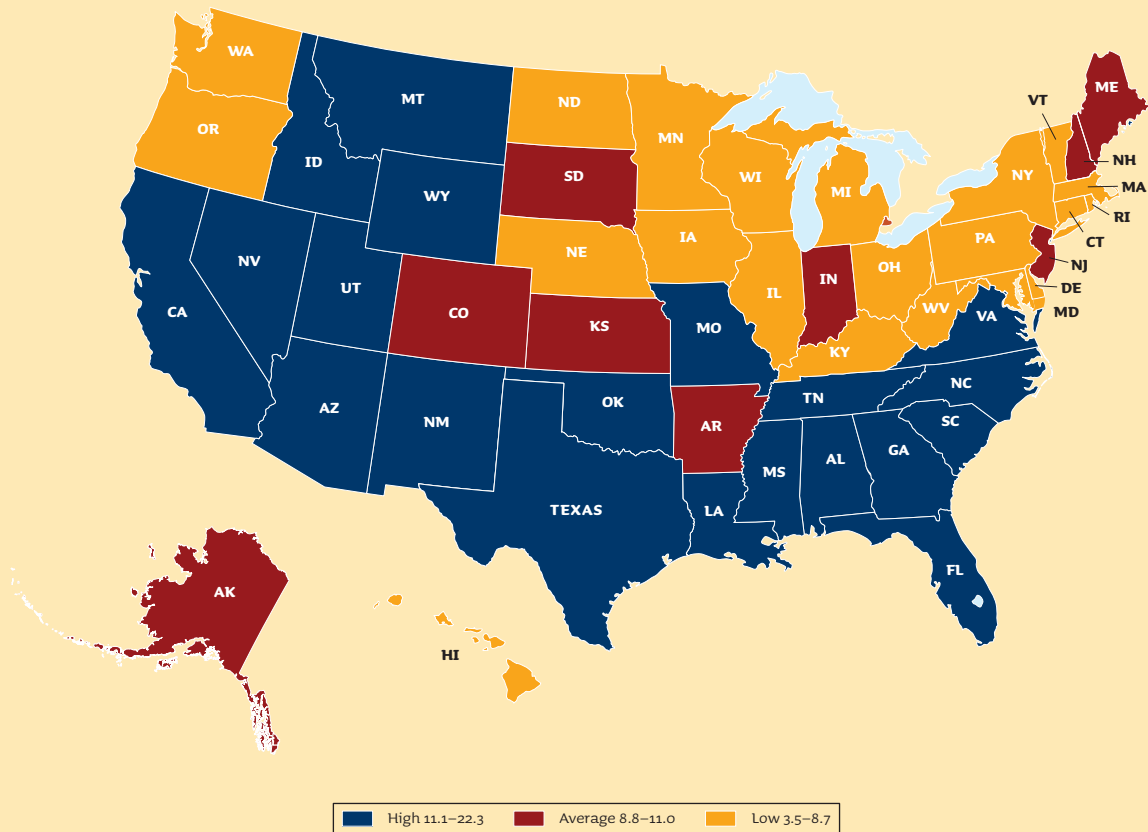 WA
ME
MT
VT
ND
OR
MN
NH
ID
SD
NY
WI
MA
MI
WY
RI
IA
PA
CT
NE
NV
OH
NJ
IN
UT
DE
IL
WV
CA
CO
MD
VA
KS
MO
KY
NC
TN
OK
AZ
SC
NM
AR
GA
AL
MS
TEXAS
LA
FL
AK
HI
High 11.1–22.3
Average 8.8–11.0
Low 3.5–8.7